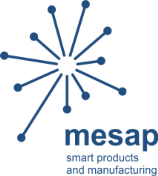 mesap
smart products
and manufacturing